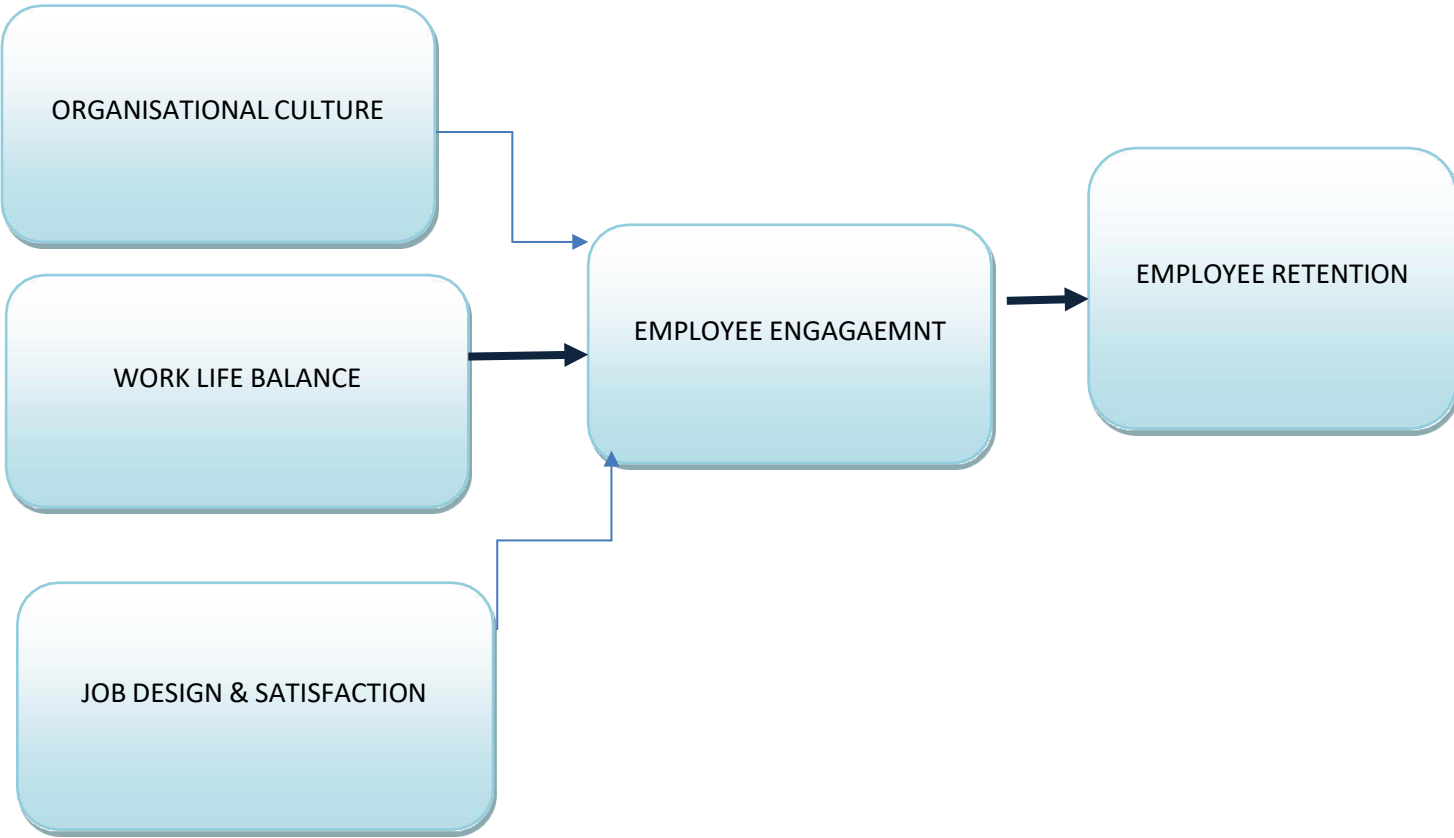 ORGANISATIONAL CULTURE
WORK LIFE BALANCE
JOB DESIGN & SATISFACTION
EMPLOYEE ENGAGAEMNT
EMPLOYEE RETENTION